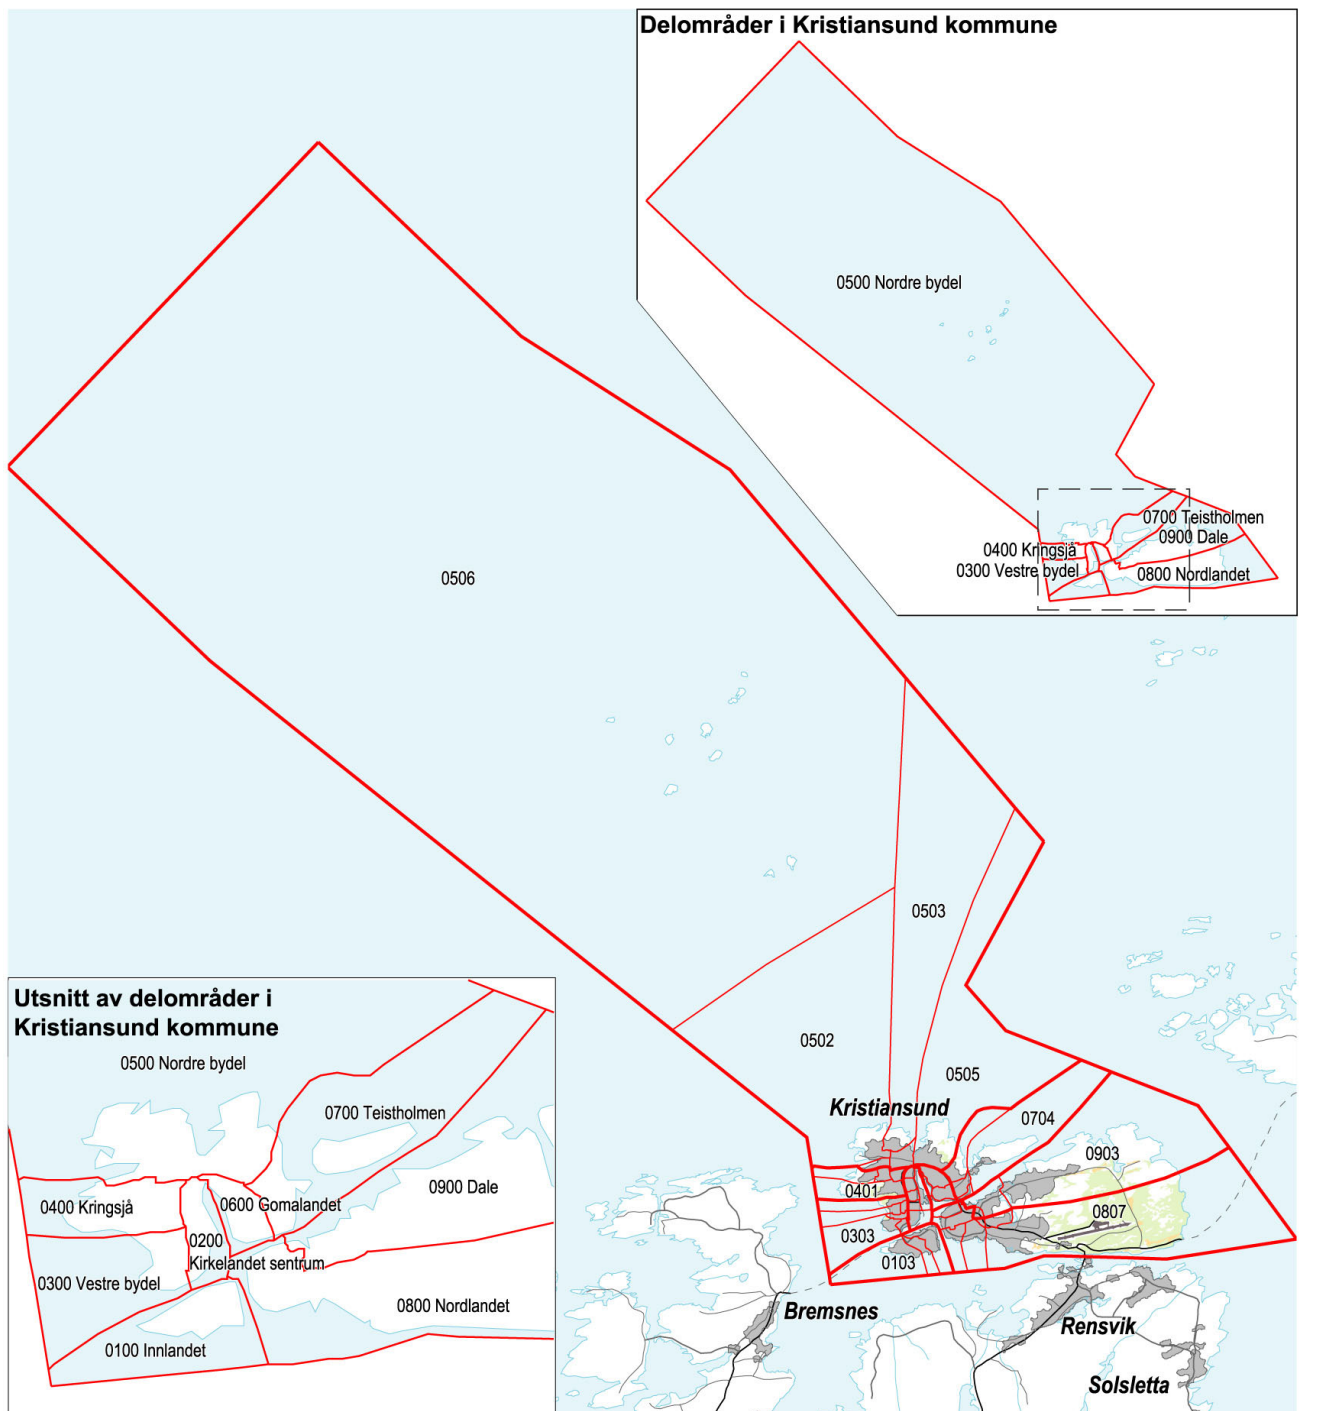 Delområder i Kristiansund kommune
0500 Nordre bydel
0700 Teistholmen
0900 Dale
0400 Kringsjå
0300 Vestre bydel
0800 Nordlandet
0506
0503
0502
0505
Kristiansund
0704
0903
0401
0807
0303
0103
Bremsnes
Rensvik
Solsletta
Utsnitt av delområder i
Kristiansund kommune
0500 Nordre bydel
0700 Teistholmen
0900 Dale
0400 Kringsjå
0600 Gomalandet
0200
Kirkelandet sentrum
0300 Vestre bydel
0800 Nordlandet
0100 Innlandet